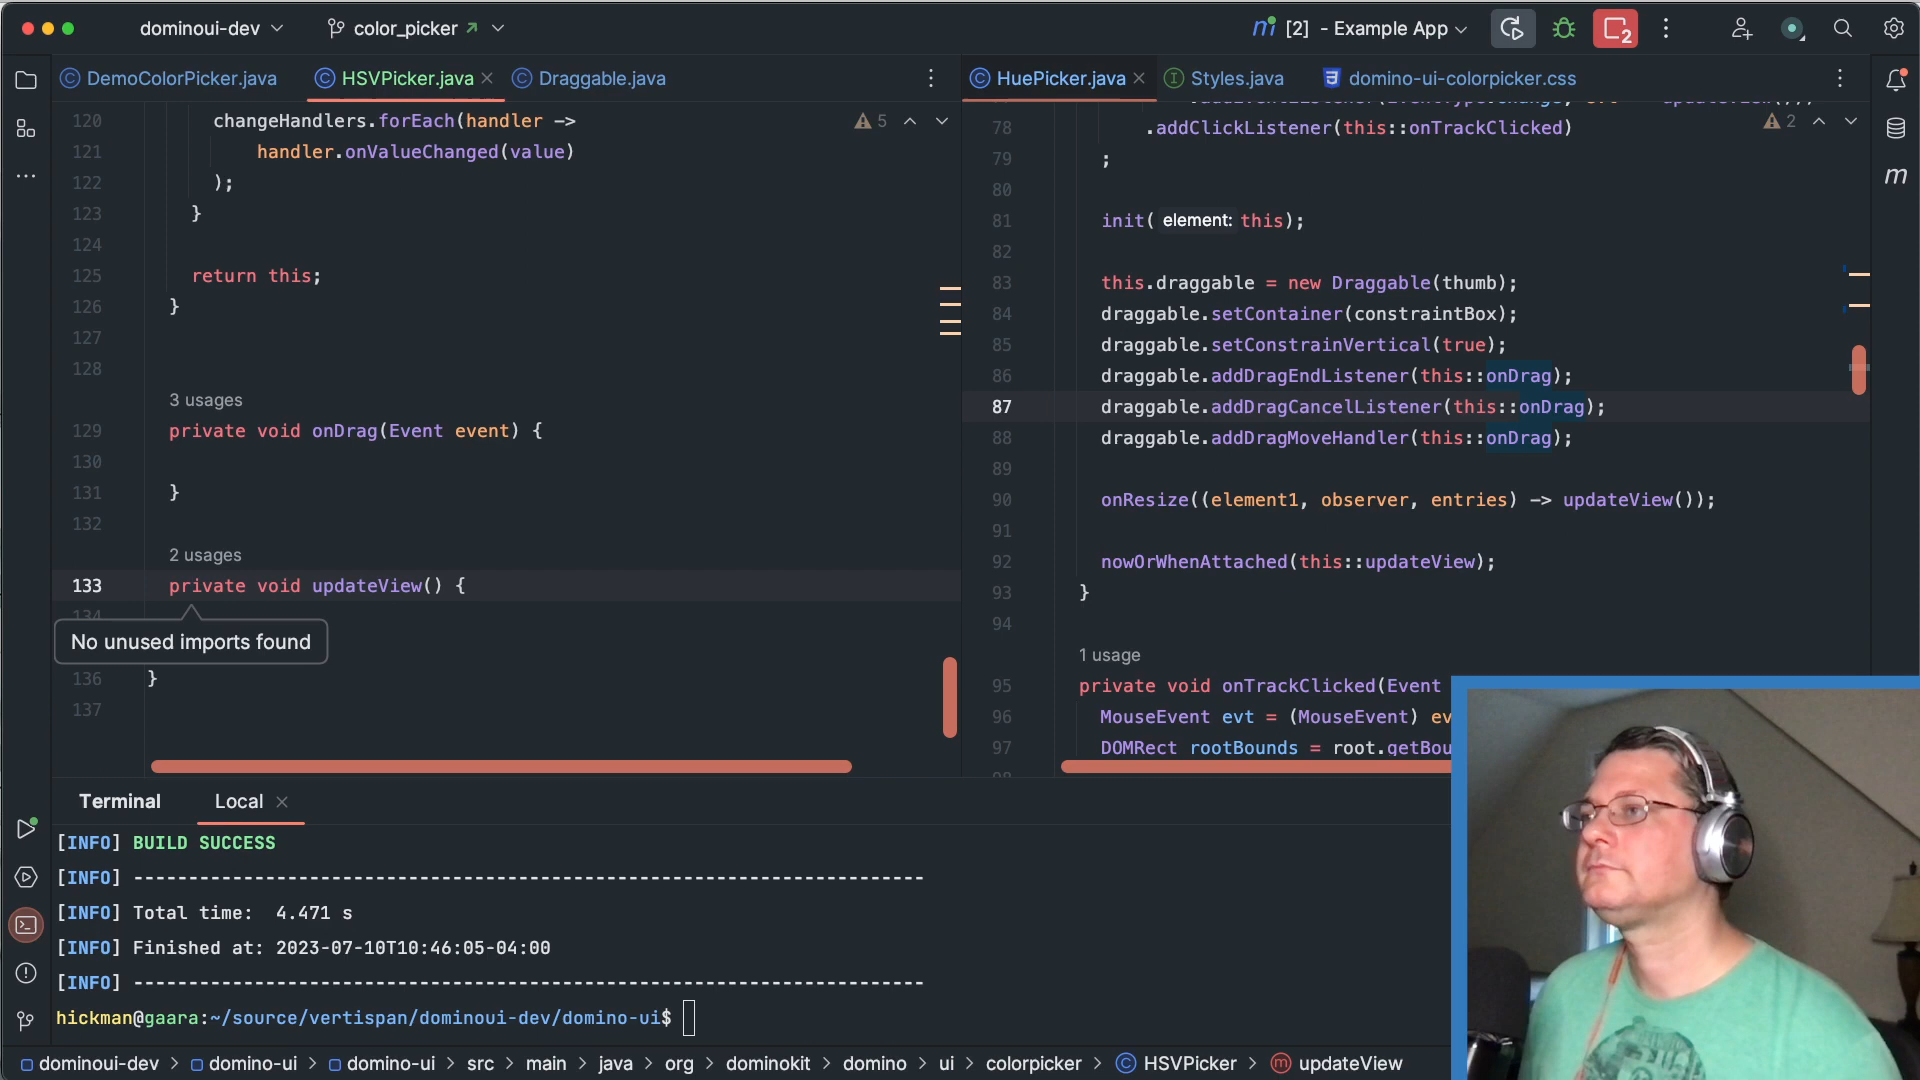 dominoui-dev
color_picker
[2] - Example App
2
DemoColorPicker.java
HSVPicker.java
Draggable.java
HuePicker.java
Styles.java
domino-ui-colorpicker.css
120 changeHandlers.forEach(handler ->
5
121 handler.onValueChanged(value)
122 );
123 }
124
125 return this;
126 }
127
128
3 usages
129 private void onDrag(Event event) {
130
131 }
132
2 usages
133 private void updateView() {
134
No unused imports found
136 }
137
78 .addClickListener(this::onTrackClicked)
2
79 ;
80
81 init( element: this);
82
83 this.draggable = new Draggable(thumb);
84 draggable.setContainer(constraintBox);
85 draggable.setConstrainVertical(true);
86 draggable.addDragEndListener(this::onDrag);
87 draggable.addDragCancelListener(this::onDrag);
88 draggable.addDragMoveHandler(this::onDrag);
89
90 onResize((element1, observer, entries) -> updateView());
91
92 nowOrWhenAttached(this::updateView);
93 }
94
1 usage
95 private void onTrackClicked(Event
96 MouseEvent evt = (MouseEvent) ev
97 DOMRect rootBounds = root.getBou
m
Terminal
Local
[INFO] BUILD SUCCESS
[INFO] ------------------------------------------------------------------------
[INFO] Total time:  4.471 s
[INFO] Finished at: 2023-07-10T10:46:05-04:00
[INFO] ------------------------------------------------------------------------
hickman@gaara:~/source/vertispan/dominoui-dev/domino-ui$
dominoui-dev > domino-ui > domino-ui > src > main > java > org > dominokit > domino > ui > colorpicker > HSVPicker > updateView